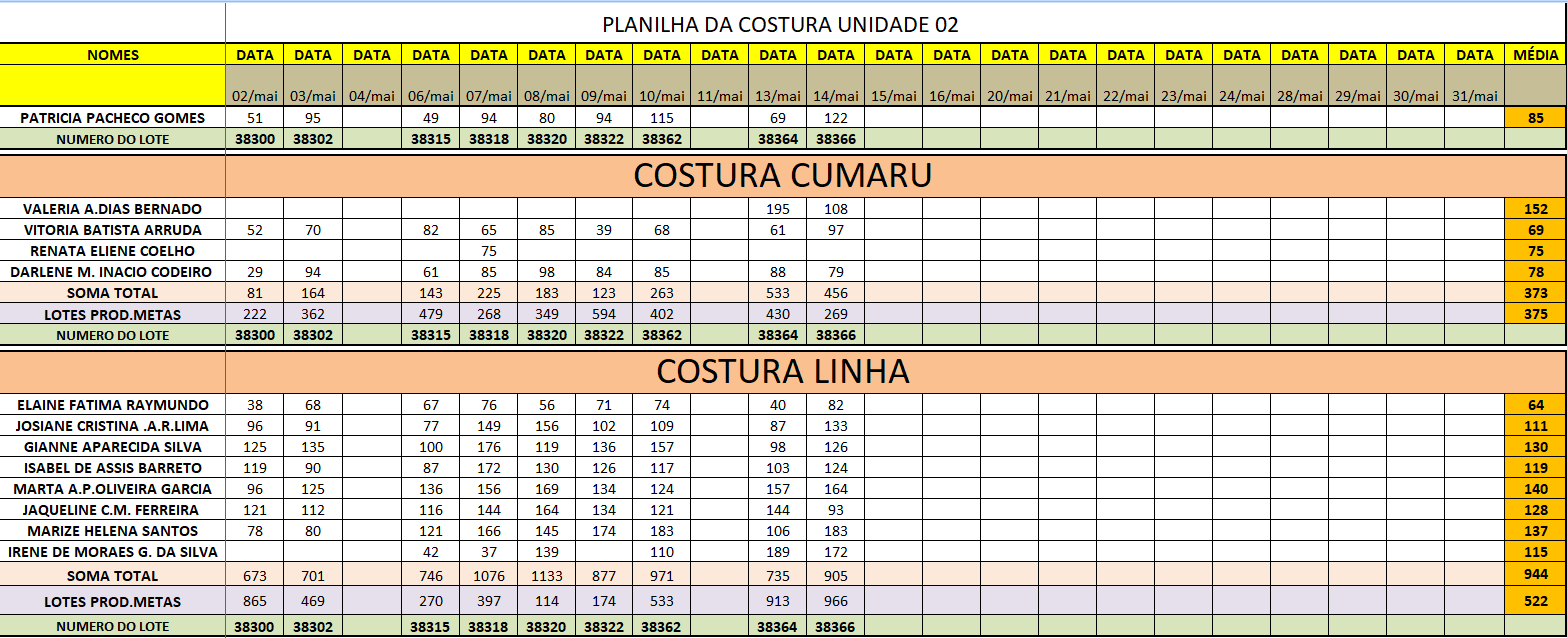 PLANILHA DA COSTURA UNIDADE 02
NOMES DATA DATA DATA DATA DATA DATA DATA DATA DATA DATA DATA DATA DATA DATA DATA DATA DATA DATA DATA DATA DATA DATA MÉDIA
02/mai 03/mai 04/mai 06/mai 07/mai 08/mai 09/mai 10/mai 11/mai 13/mai 14/mai 15/mai 16/mai 20/mai 21/mai 22/mai 23/mai 24/mai 28/mai 29/mai 30/mai 31/mai
PATRICIA PACHECO GOMES 51 95 49 94 80 94 115 69 122 85
NUMERO DO LOTE 38300 38302 38315 38318 38320 38322 38362 38364 38366
COSTURA CUMARU
VALERIA A.DIAS BERNADO 195 108 152
VITORIA BATISTA ARRUDA 52 70 82 65 85 39 68 61 97 69
RENATA ELIENE COELHO 75 75
DARLENE M. INACIO CODEIRO 29 94 61 85 98 84 85 88 79 78
SOMA TOTAL 81 164 143 225 183 123 263 533 456 373
LOTES PROD.METAS 222 362 479 268 349 594 402 430 269 375
NUMERO DO LOTE 38300 38302 38315 38318 38320 38322 38362 38364 38366
COSTURA LINHA
ELAINE FATIMA RAYMUNDO 38 68 67 76 56 71 74 40 82 64
JOSIANE CRISTINA .A.R.LIMA 96 91 77 149 156 102 109 87 133 111
GIANNE APARECIDA SILVA 125 135 100 176 119 136 157 98 126 130
ISABEL DE ASSIS BARRETO 119 90 87 172 130 126 117 103 124 119
MARTA A.P.OLIVEIRA GARCIA 96 125 136 156 169 134 124 157 164 140
JAQUELINE C.M. FERREIRA 121 112 116 144 164 134 121 144 93 128
MARIZE HELENA SANTOS 78 80 121 166 145 174 183 106 183 137
IRENE DE MORAES G. DA SILVA 42 37 139 110 189 172 115
SOMA TOTAL 673 701 746 1076 1133 877 971 735 905 944
LOTES PROD.METAS 865 469 270 397 114 174 533 913 966 522
NUMERO DO LOTE 38300 38302 38315 38318 38320 38322 38362 38364 38366